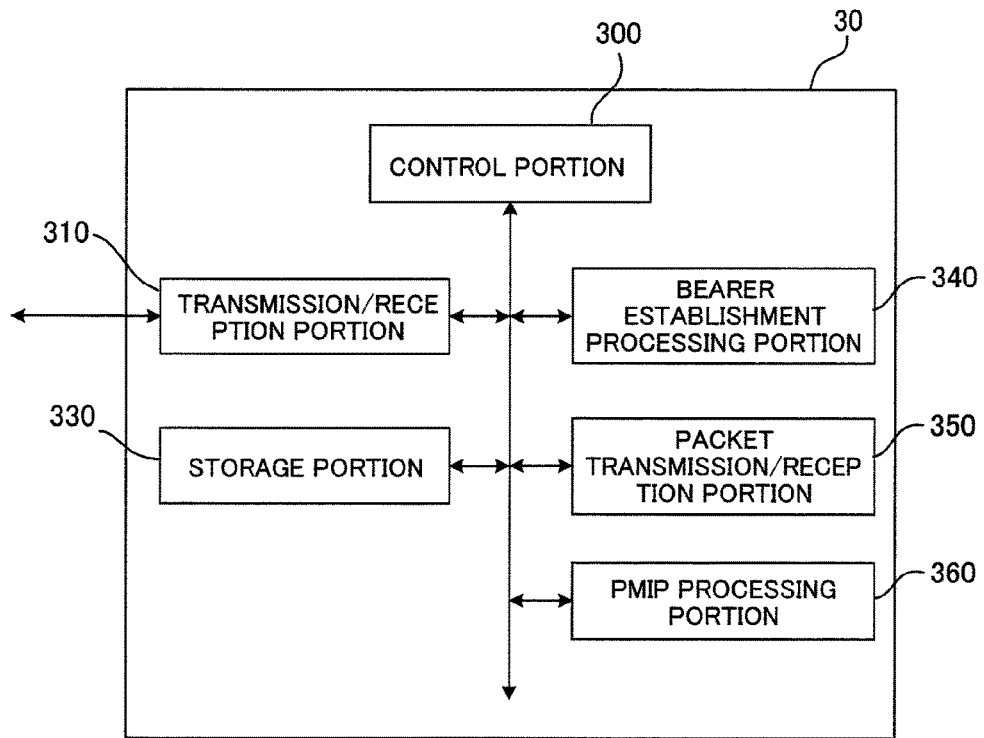 300
30
CONTROL PORTION
310
TRANSMISSION/RECE
PTION PORTION
BEARER
ESTABLISHMENT
PROCESSING PORTION
340
330
STORAGE PORTION
PACKET
TRANSMISSION/RECEP
TION PORTION
350
PMIP PROCESSING
PORTION
360